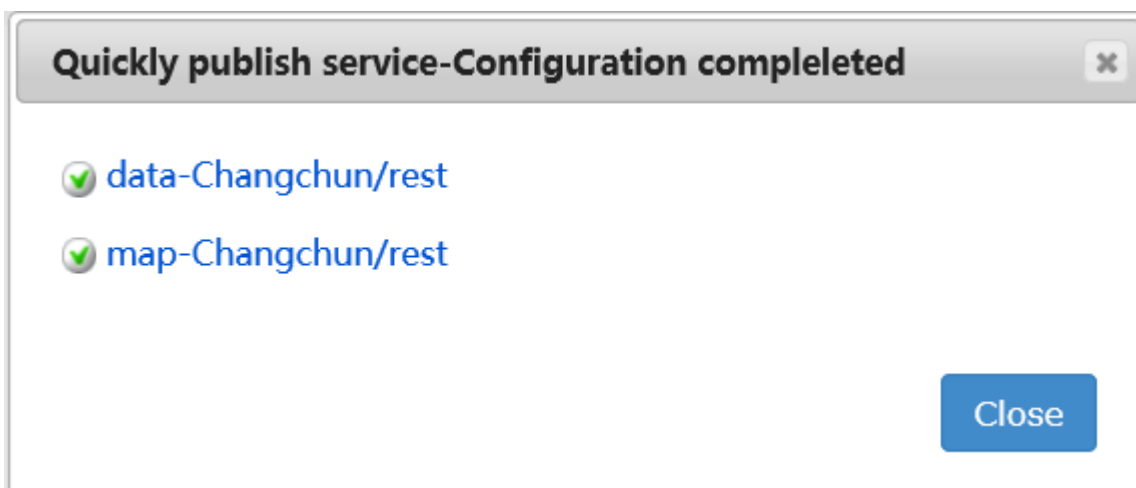 Quickly publish service-Configuration compleleted
data-Changchun/rest
map-Changchun/rest
Close